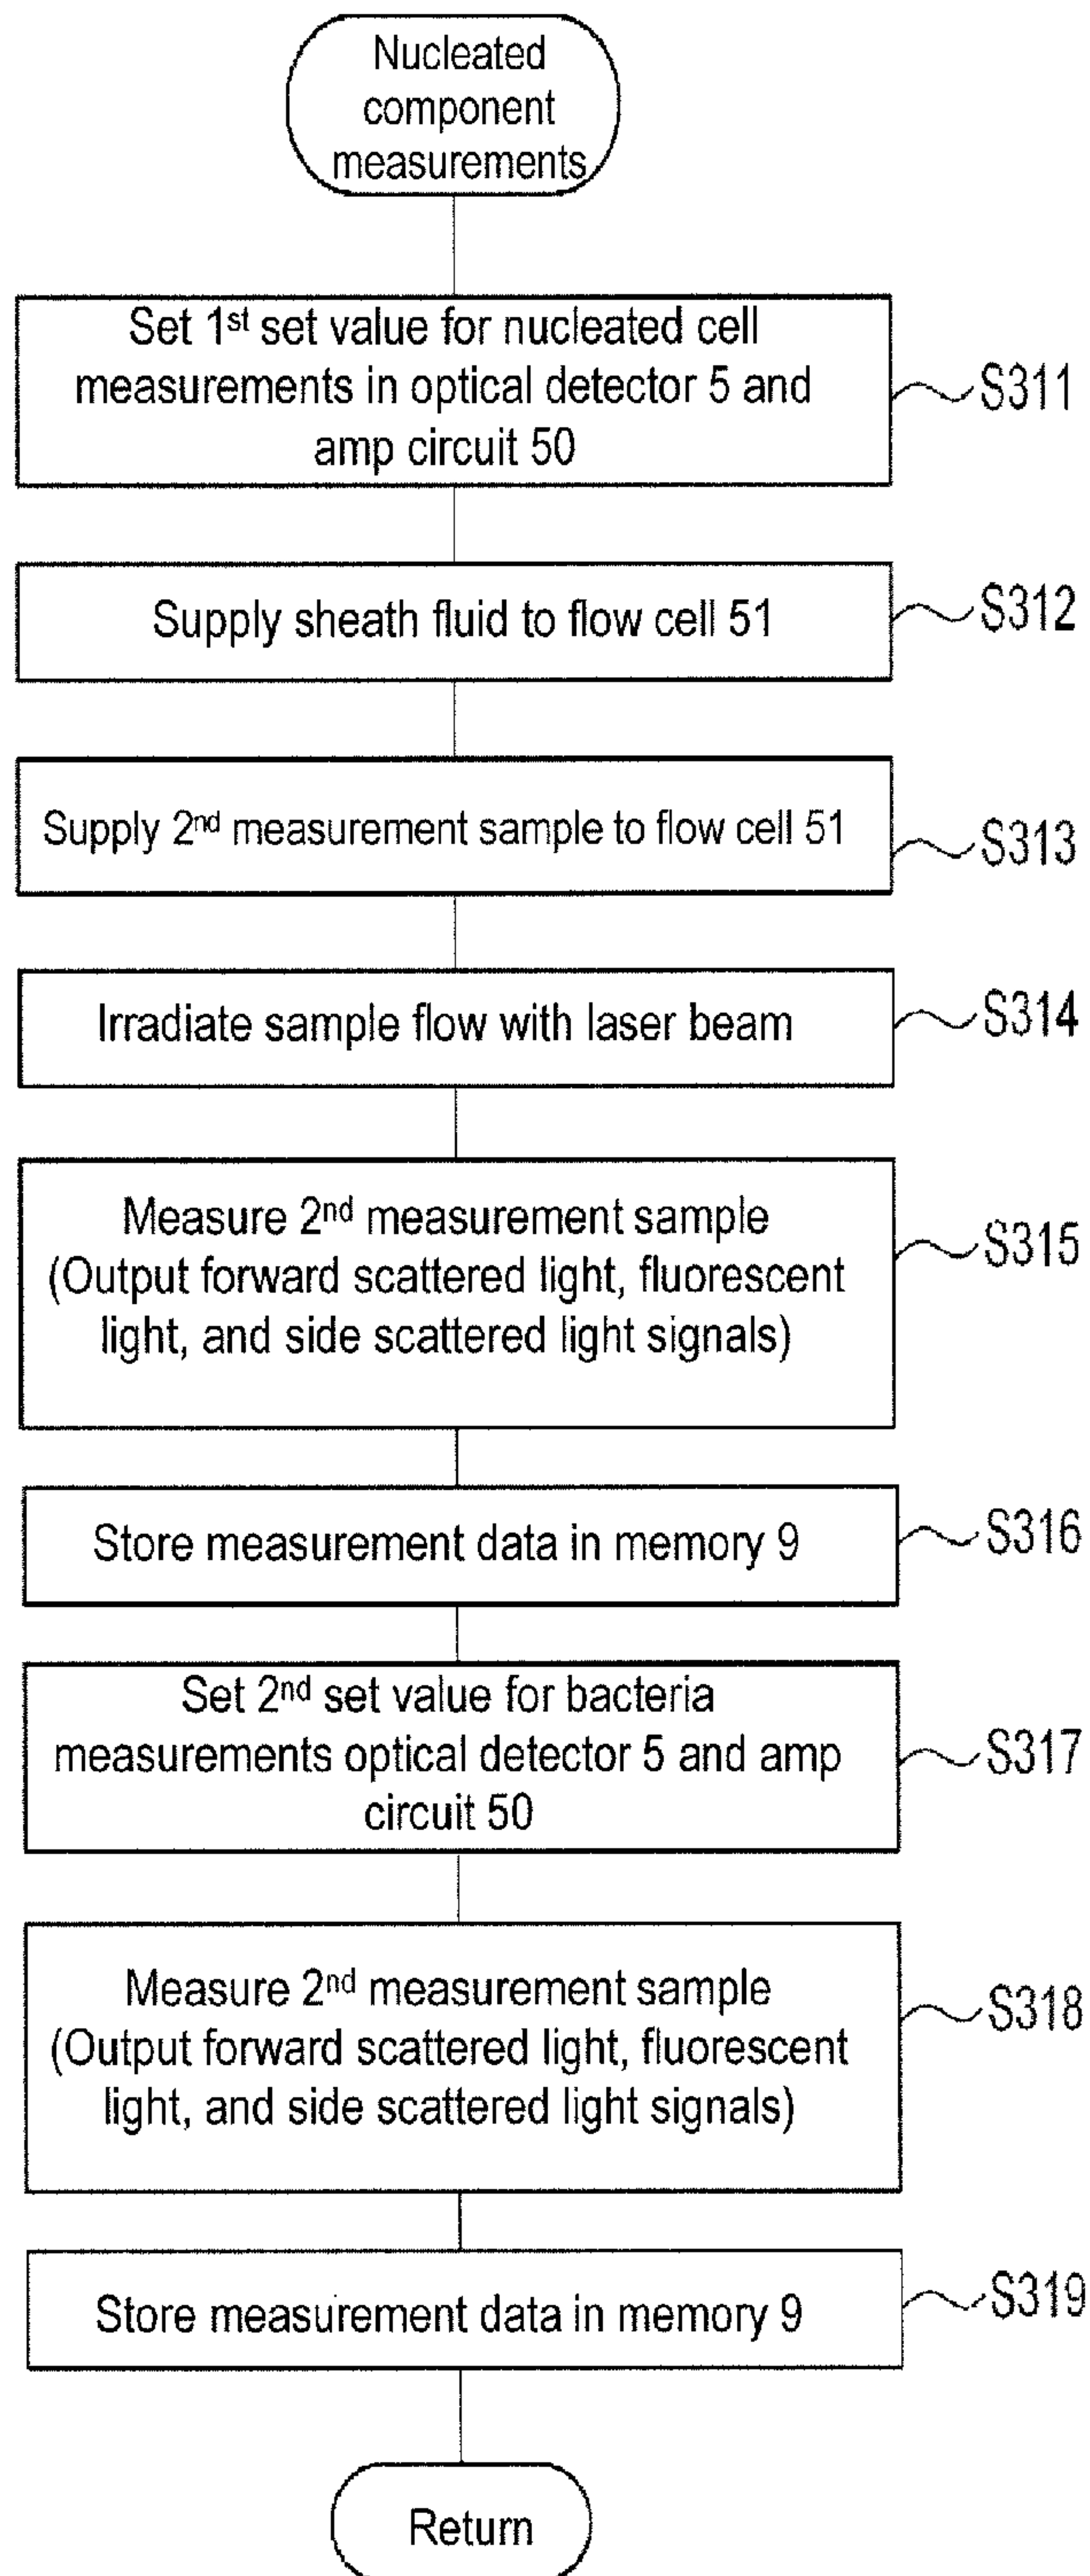 Nucleated
component
measurements
Set 1st set value for nucleated cell
measurements in optical detector 5 and
amp circuit 50
S311
Supply sheath fluid to flow cell 51
S312
Supply 2nd measurement sample to flow cell 51
S313
Irradiate sample flow with laser beam
S314
Measure 2nd measurement sample
(Output forward scattered light, fluorescent
light, and side scattered light signals)
S315
Store measurement data in memory 9
S316
Set 2nd set value for bacteria
measurements optical detector 5 and amp
circuit 50
S317
Measure 2nd measurement sample
(Output forward scattered light, fluorescent
light, and side scattered light signals)
S318
Store measurement data in memory 9
S319
Return